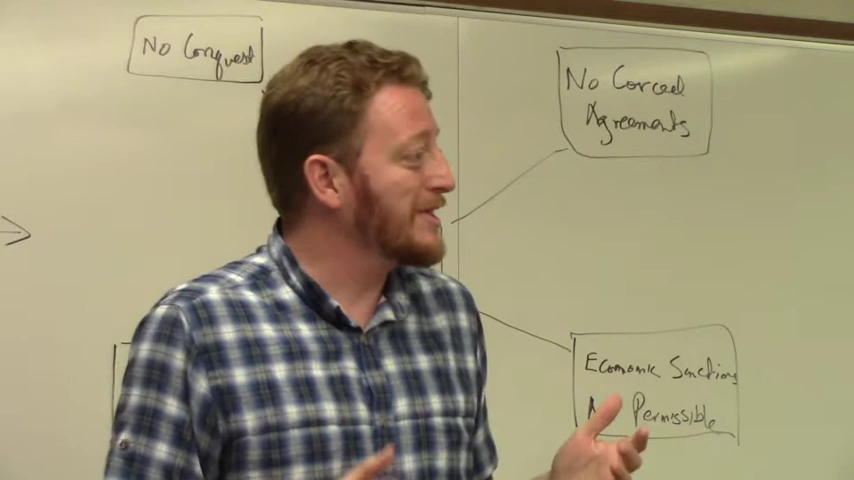 No Conquest
No Coerced
Agreements
Economic Sanctions
Permissible